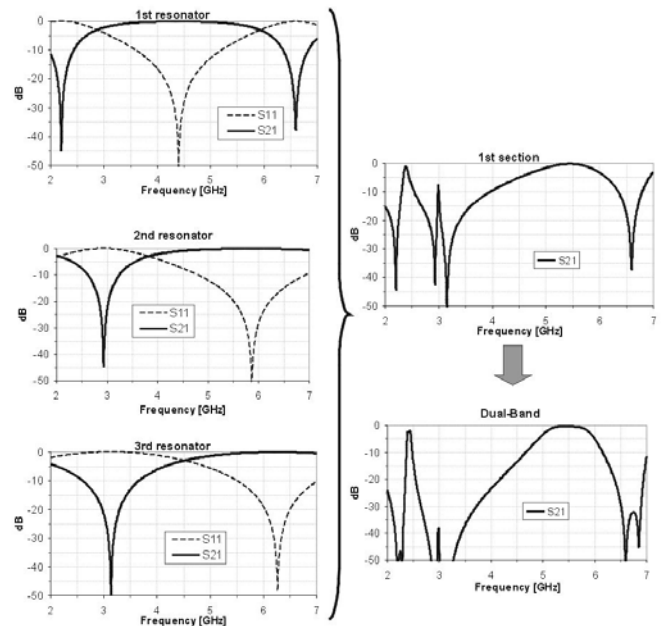 1st resonator
0
-10
-20
-30
-40
-50
dB
S11
S21
2 3 4 5 6 7
Frequency [GHz]
2nd resonator
0
-10
-20
-30
-40
-50
dB
S11
S21
2 3 4 5 6 7
Frequency [GHz]
3rd resonator
0
-10
-20
-30
-40
-50
dB
S11
S21
2 3 4 5 6 7
Frequency [GHz]
1st section
0
-10
-20
-30
-40
-50
dB
S21
2 3 4 5 6 7
Frequency [GHz]
Dual-Band
0
-10
-20
-30
-40
-50
dB
S21
2 3 4 5 6 7
Frequency [GHz]